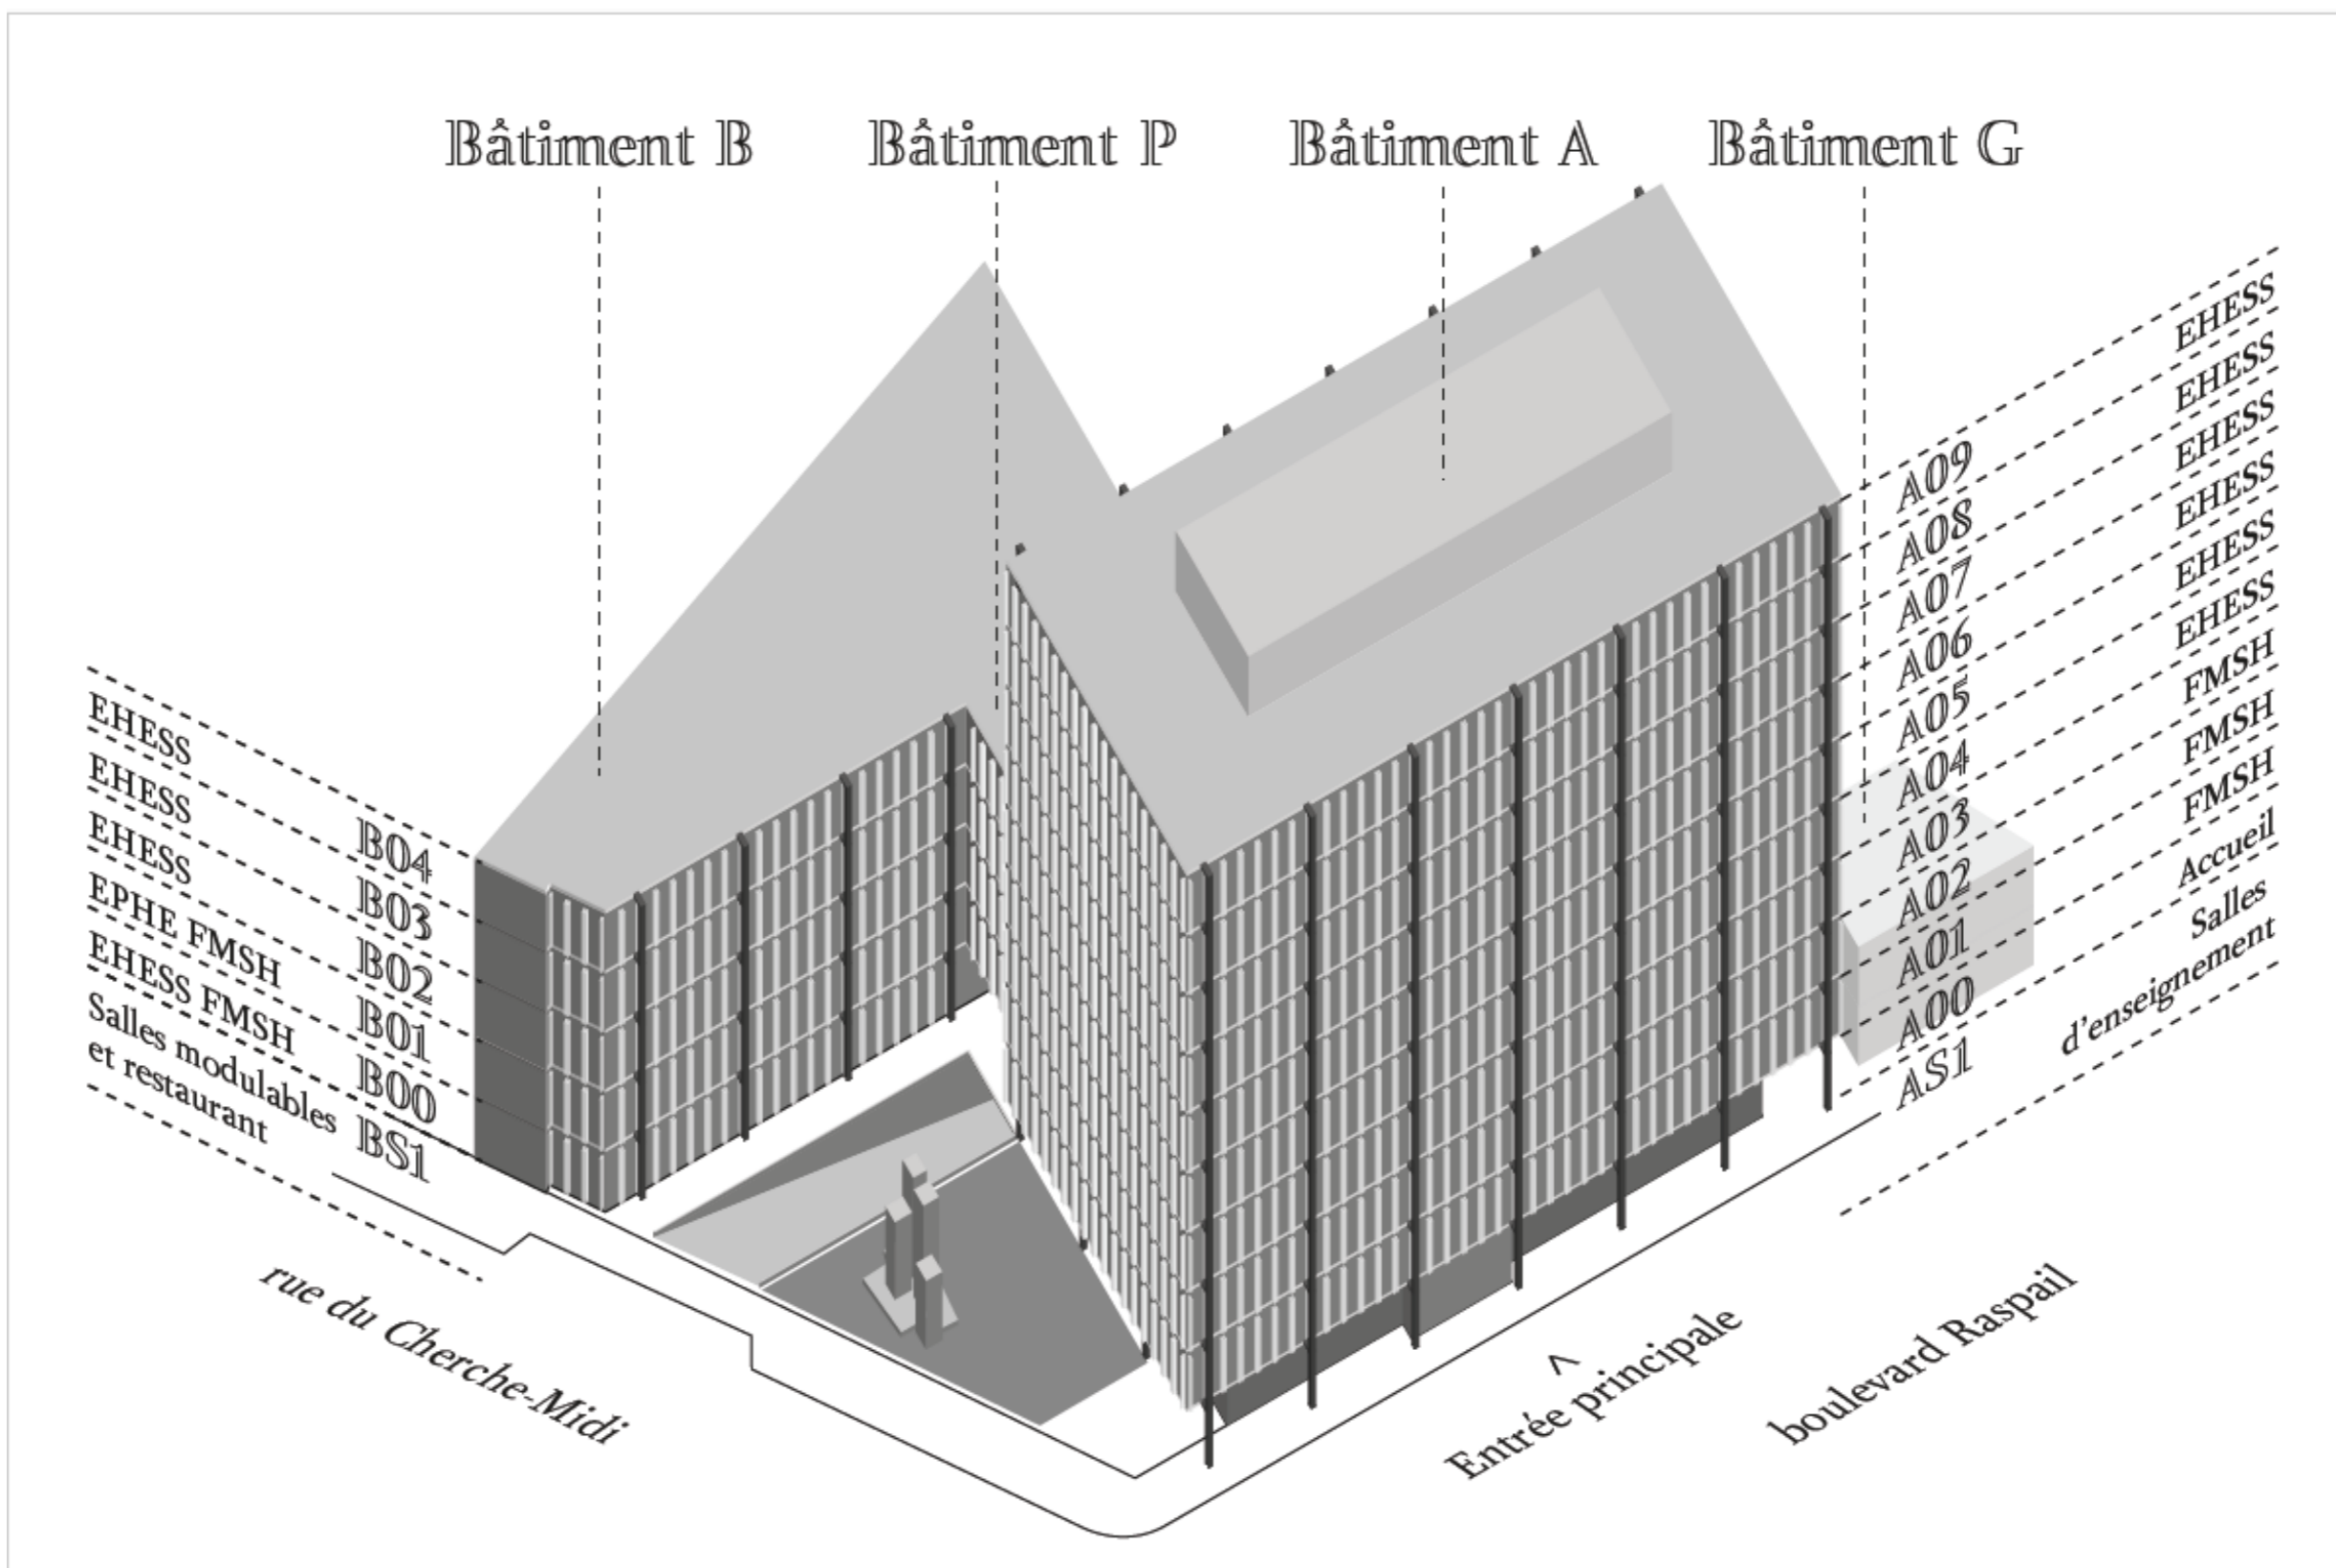 Bâtiment B
Bâtiment P
Bâtiment A
Bâtiment G
EHESS B04
EHESS B03
EHESS B02
EPHE FMSH B01
EHESS FMSH B00
Salles modulables
et restaurant BS1
A09 EHESS
A08 EHESS
A07 EHESS
A06 EHESS
A05 EHESS
A04 EHESS
A03 FMSH
A02 FMSH
A01 FMSH
A00 Accueil
AS1 Salles
d'enseignement
rue du Cherche-Midi
^
Entrée principale
boulevard Raspail